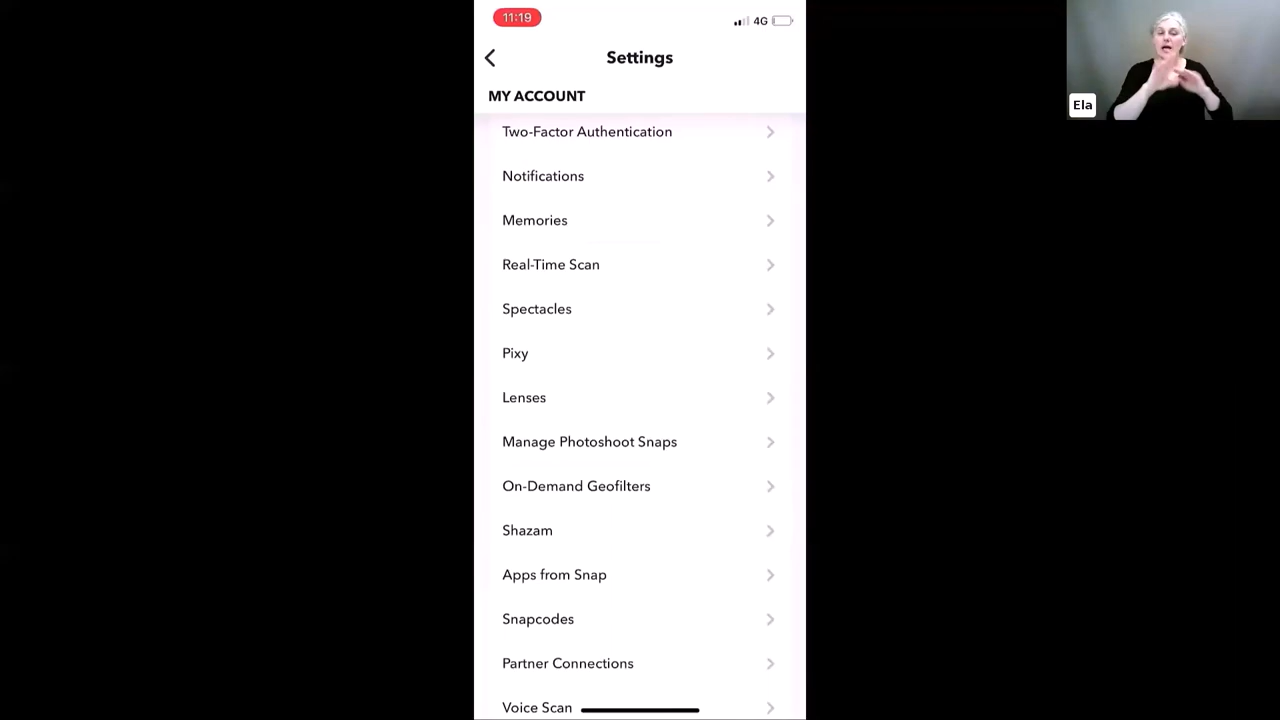 11:19
4G
Settings
MY ACCOUNT
Two-Factor Authentication
Notifications
Memories
Real-Time Scan
Spectacles
Pixy
Lenses
Manage Photoshoot Snaps
On-Demand Geofilters
Shazam
Apps from Snap
Snapcodes
Partner Connections
Voice Scan
Ela